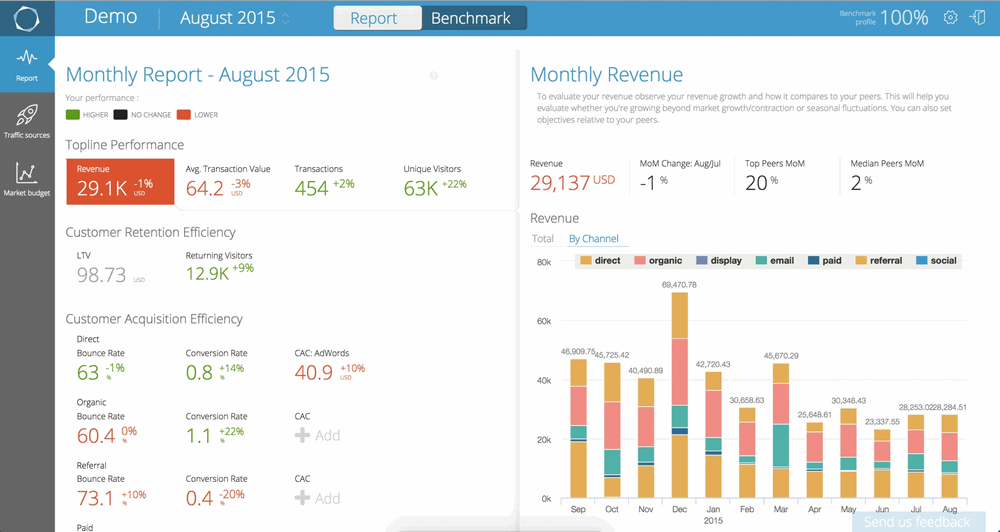 Demo
August 2015
Report Benchmark
Benchmark profile 100%
Report
Traffic sources
Market budget
Monthly Report - August 2015
Your performance :
HIGHER NO CHANGE LOWER
Topline Performance
Revenue Avg. Transaction Value Transactions Unique Visitors
29.1K -1% USD 64.2 -3% USD 454 +2% 63K +22%
Customer Retention Efficiency
LTV Returning Visitors
98.73 USD 12.9K +9%
Customer Acquisition Efficiency
Direct
Bounce Rate Conversion Rate CAC: AdWords
63 -1% % 0.8 +14% % 40.9 +10% USD
Organic
Bounce Rate Conversion Rate CAC
60.4 0% % 1.1 +22% % Add
Referral
Bounce Rate Conversion Rate CAC
73.1 +10% % 0.4 -20% % Add
Paid
Monthly Revenue
To evaluate your revenue observe your revenue growth and how it compares to your peers. This will help you
evaluate whether you're growing beyond market growth/contraction or seasonal fluctuations. You can also set
objectives relative to your peers.
Revenue MoM Change: Aug/Jul Top Peers MoM Median Peers MoM
29,137 USD -1 % 20 % 2 %
Revenue
Total By Channel
direct organic display email paid referral social
80k
60k
40k
20k
0k
46,909.75 45,725.42 40,490.89 69,470.78 42,720.43 30,658.63 45,670.29 25,648.61 30,346.43 23,337.55 28,253.02 28,284.51
Sep Oct Nov Dec Jan Feb Mar Apr May Jun Jul Aug
2015
Send us feedback